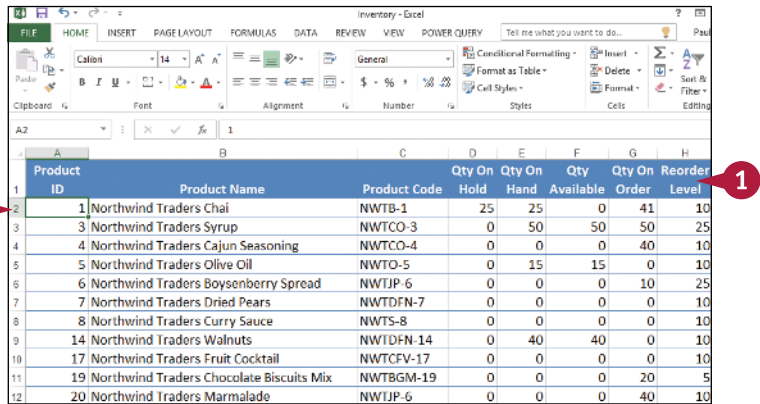 Inventory - Excel
FILE HOME INSERT PAGE LAYOUT FORMULAS DATA REVIEW VIEW POWER QUERY Tell me what you want to do... Paul
Calibri 14 A A General Conditional Formatting Insert
Paste B I U A $ % , Format as Table Delete Sort &
Cell Styles Format Filter
Clipboard Font Alignment Number Styles Cells Editing
A2 fx 1
A B C D E F G H
Product Qty On Qty On Qty Qty On Reorder
1 ID Product Name Product Code Hold Hand Available Order Level 1
2 1 Northwind Traders Chai NWTB-1 25 25 0 41 10
3 3 Northwind Traders Syrup NWTCO-3 0 50 50 50 25
4 4 Northwind Traders Cajun Seasoning NWTCO-4 0 0 0 40 10
5 5 Northwind Traders Olive Oil NWTO-5 0 15 15 0 10
6 6 Northwind Traders Boysenberry Spread NWTJP-6 0 0 0 10 25
7 7 Northwind Traders Dried Pears NWTDFN-7 0 0 0 0 10
8 8 Northwind Traders Curry Sauce NWTS-8 0 0 0 0 10
9 14 Northwind Traders Walnuts NWTDFN-14 0 40 40 0 10
10 17 Northwind Traders Fruit Cocktail NWTCFV-17 0 0 0 0 10
11 19 Northwind Traders Chocolate Biscuits Mix NWTBGM-19 0 0 0 20 5
12 20 Northwind Traders Marmalade NWTJP-6 0 0 0 40 10